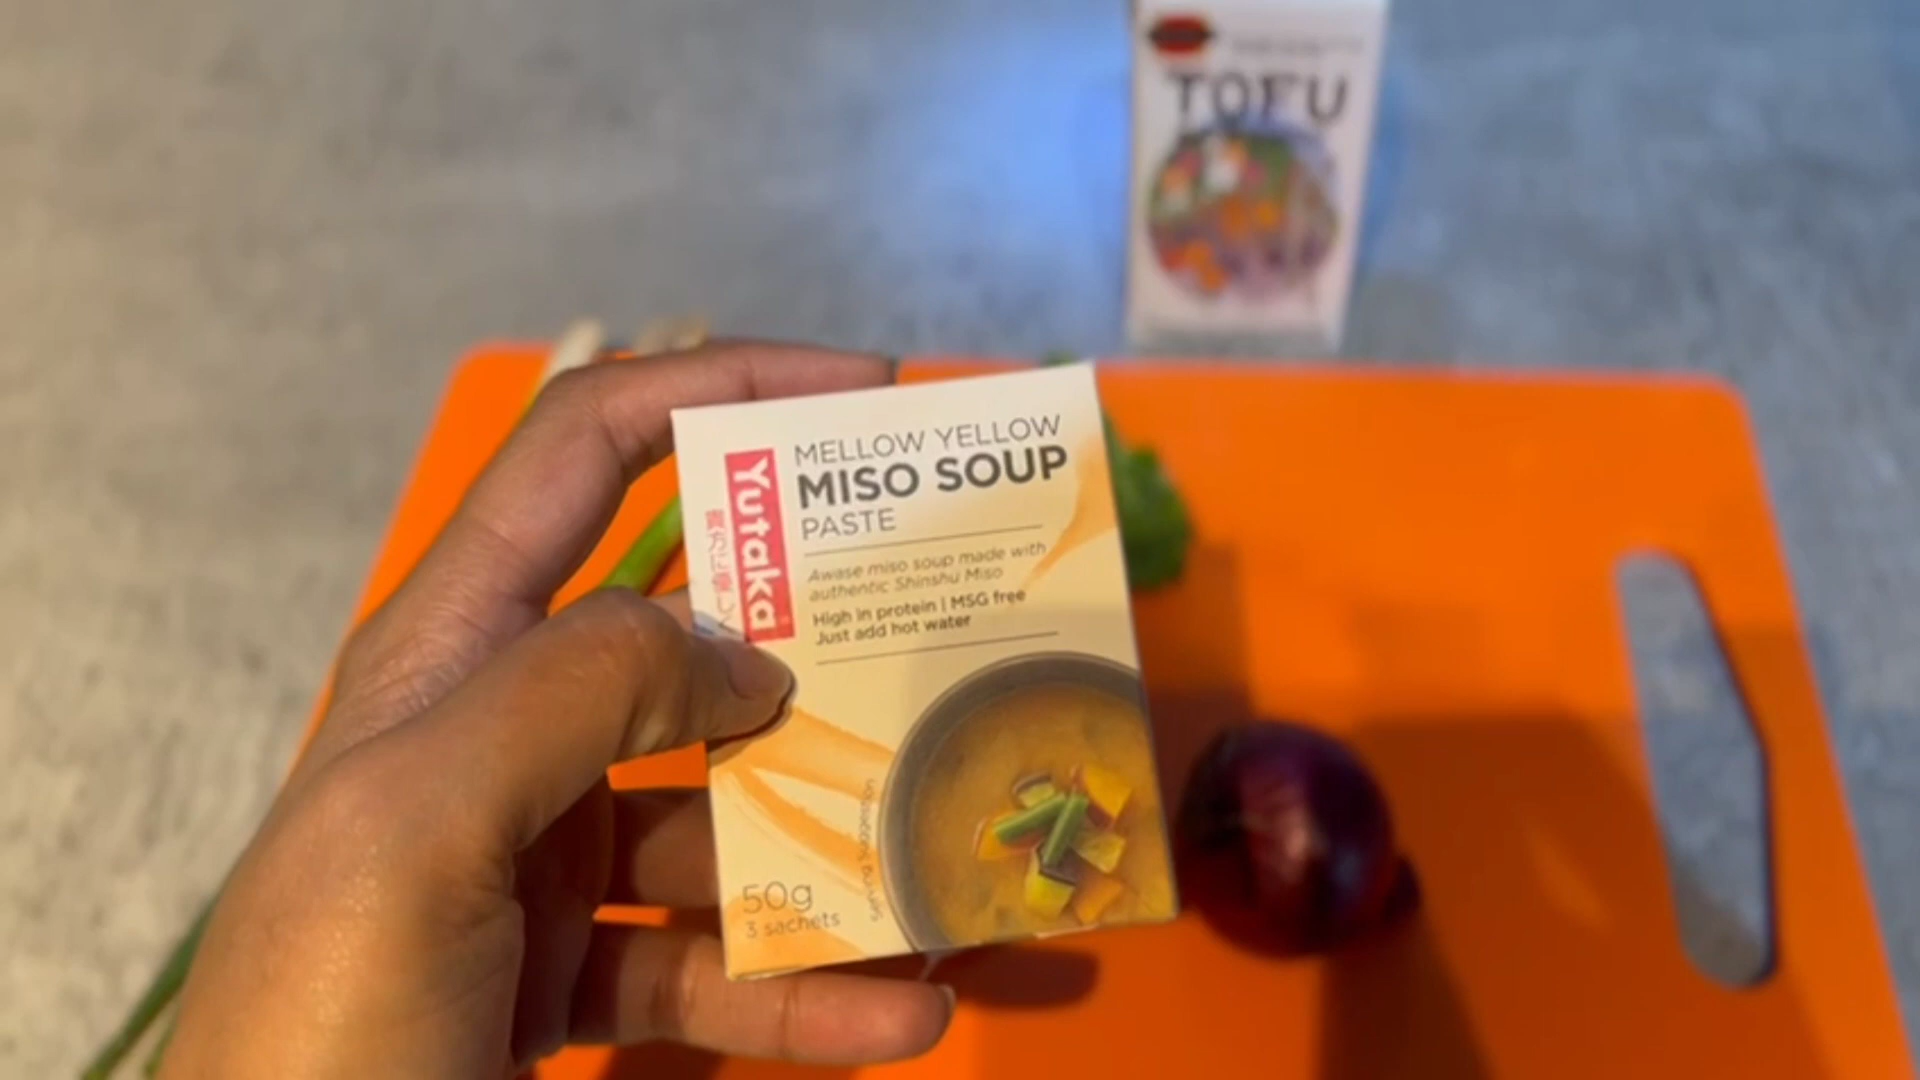 TOFU
MELLOW YELLOW
MISO SOUP
PASTE
Yutaka
Awase miso soup made with
authentic Shinshu Miso
High in protein | MSG free
Just add hot water
Serving Suggestion
50g
3 sachets